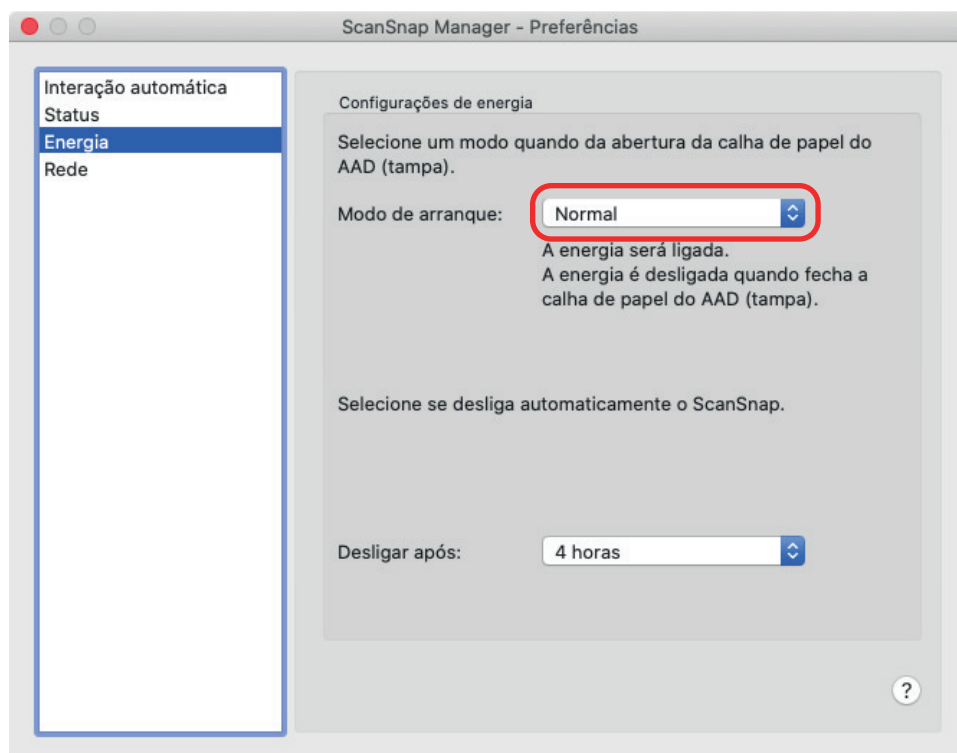 ScanSnap Manager - Preferências
Interação automática
Status
Energia
Rede
Configurações de energia
Selecione um modo quando da abertura da calha de papel do
AAD (tampa).
Modo de arranque:
Normal
A energia será ligada.
A energia é desligada quando fecha a
calha de papel do AAD (tampa).
Selecione se desliga automaticamente o ScanSnap.
Desligar após:
4 horas
?